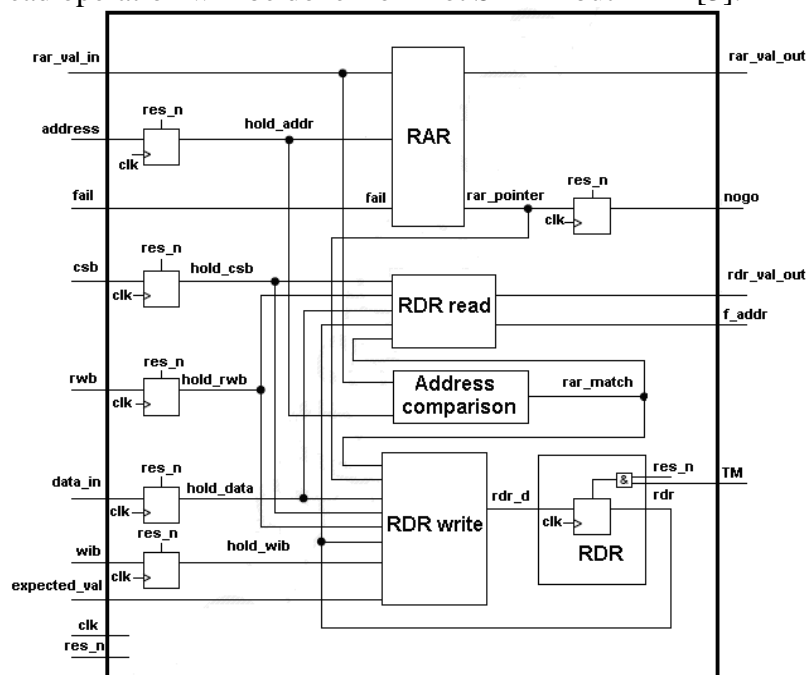 rar_val_in
rar_val_out
res_n
address
hold_addr
clk
RAR
fail
fail
rar_pointer
res_n
nogo
clk
res_n
csb
hold_csb
clk
RDR read
rdr_val_out
f_addr
res_n
rwb
hold_rwb
clk
Address
comparison
rar_match
res_n
data_in
hold_data
clk
RDR write
rdr_d
clk
&
res_n
TM
rdr
RDR
res_n
wib
hold_wib
clk
expected_val
clk
res_n